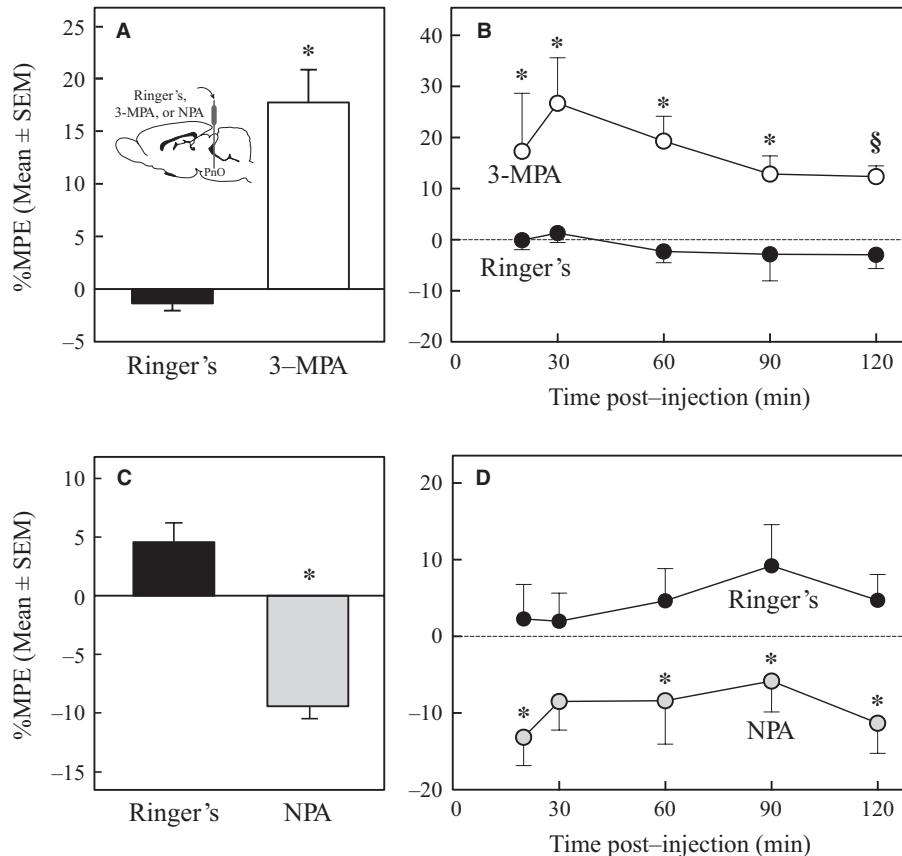 A
%MPE (Mean ± SEM)
25
20
15
10
5
0
–5
*
Ringer’s,
3-MPA, or NPA
PnO
Ringer’s
3–MPA
B
40
30
20
10
0
–10
–20
*
*
*
*
§
3-MPA
Ringer’s
0
30
60
90
120
Time post–injection (min)
C
%MPE (Mean ± SEM)
10
5
0
–5
–10
–15
*
Ringer’s
NPA
D
20
10
0
–10
–20
Ringer’s
*
*
*
*
NPA
0
30
60
90
120
Time post–injection (min)